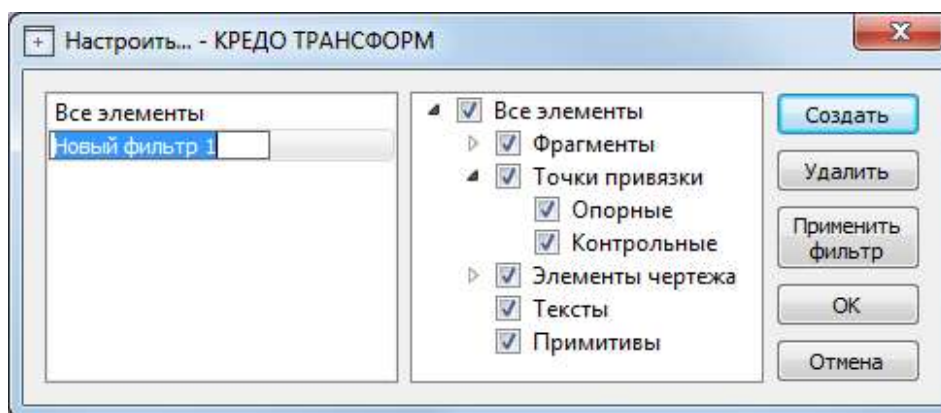 Настроить... - КРЕДО ТРАНСФОРМ
Все элементы
Новый фильтр 1
Все элементы
Фрагменты
Точки привязки
Опорные
Контрольные
Элементы чертежа
Тексты
Примитивы
Создать
Удалить
Применить
фильтр
ОК
Отмена